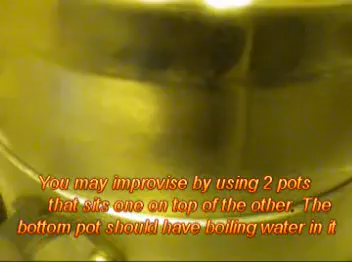 You may improvise by using 2 pots
that sits one on top of the other. The
bottom pot should have boiling water in it